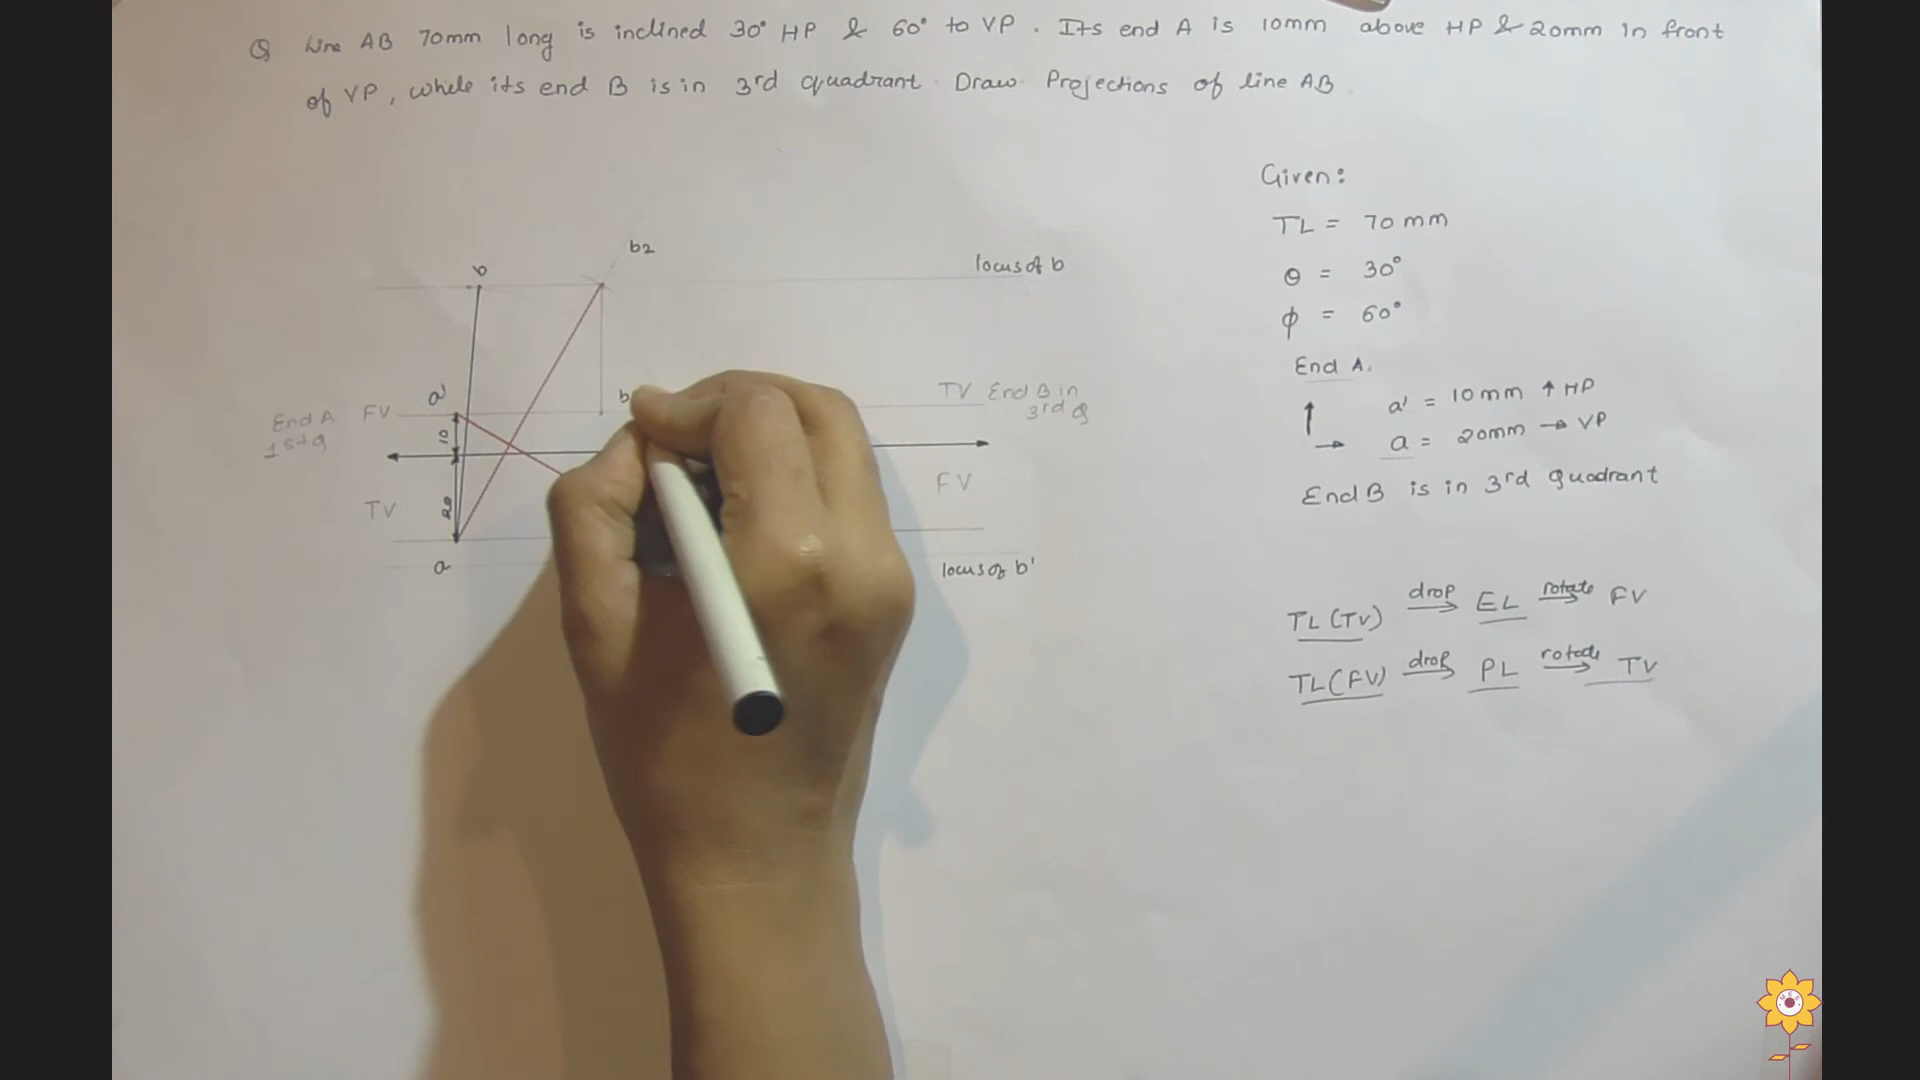 Q Line AB 70mm long is inclined 30° HP & 60° to VP. Its end A is 10mm above HP & 20mm in front
of VP, while its end B is in 3rd quadrant. Draw Projections of line AB.
Given:
TL = 70mm
θ = 30°
ϕ = 60°
End A.
a' = 10mm ↑ HP
a = 20mm → VP
End B is in 3rd quadrant
TL (TV) drop → EL rotate → FV
TL (FV) drop → PL rotate → TV
b2
b
locus of b
a'
b
End A FV
1st q
TV End B in
3rd Q
10
FV
TV
20
a
locus of b'